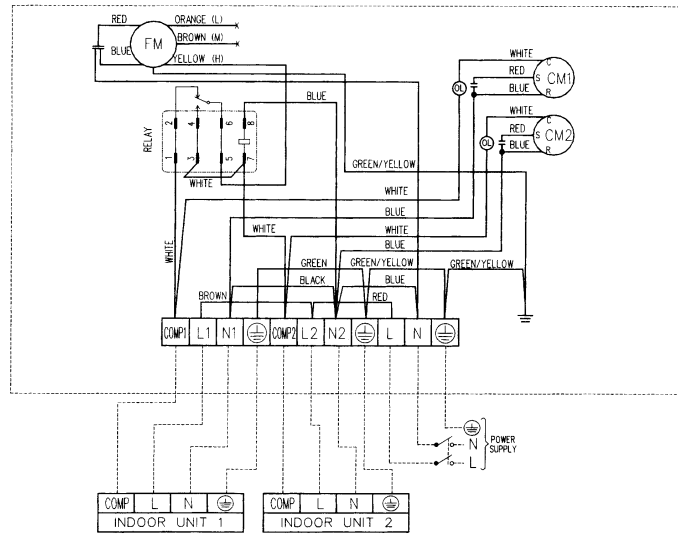 RED
ORANGE (L)
BROWN (M)
FM
BLUE
YELLOW (H)
WHITE
C
RED
S
CM1
BLUE
R
OL
WHITE
C
RED
S
CM2
BLUE
R
OL
BLUE
RELAY
2
4
6
8
1
3
5
7
WHITE
GREEN/YELLOW
WHITE
BLUE
WHITE
WHITE
WHITE
BLUE
GREEN
GREEN/YELLOW
GREEN/YELLOW
BLACK
BLUE
BROWN
RED
COMP1 L1 N1 COMP2 L2 N2 L N
N
L
POWER
SUPPLY
COMP L N
INDOOR UNIT 1
COMP L N
INDOOR UNIT 2